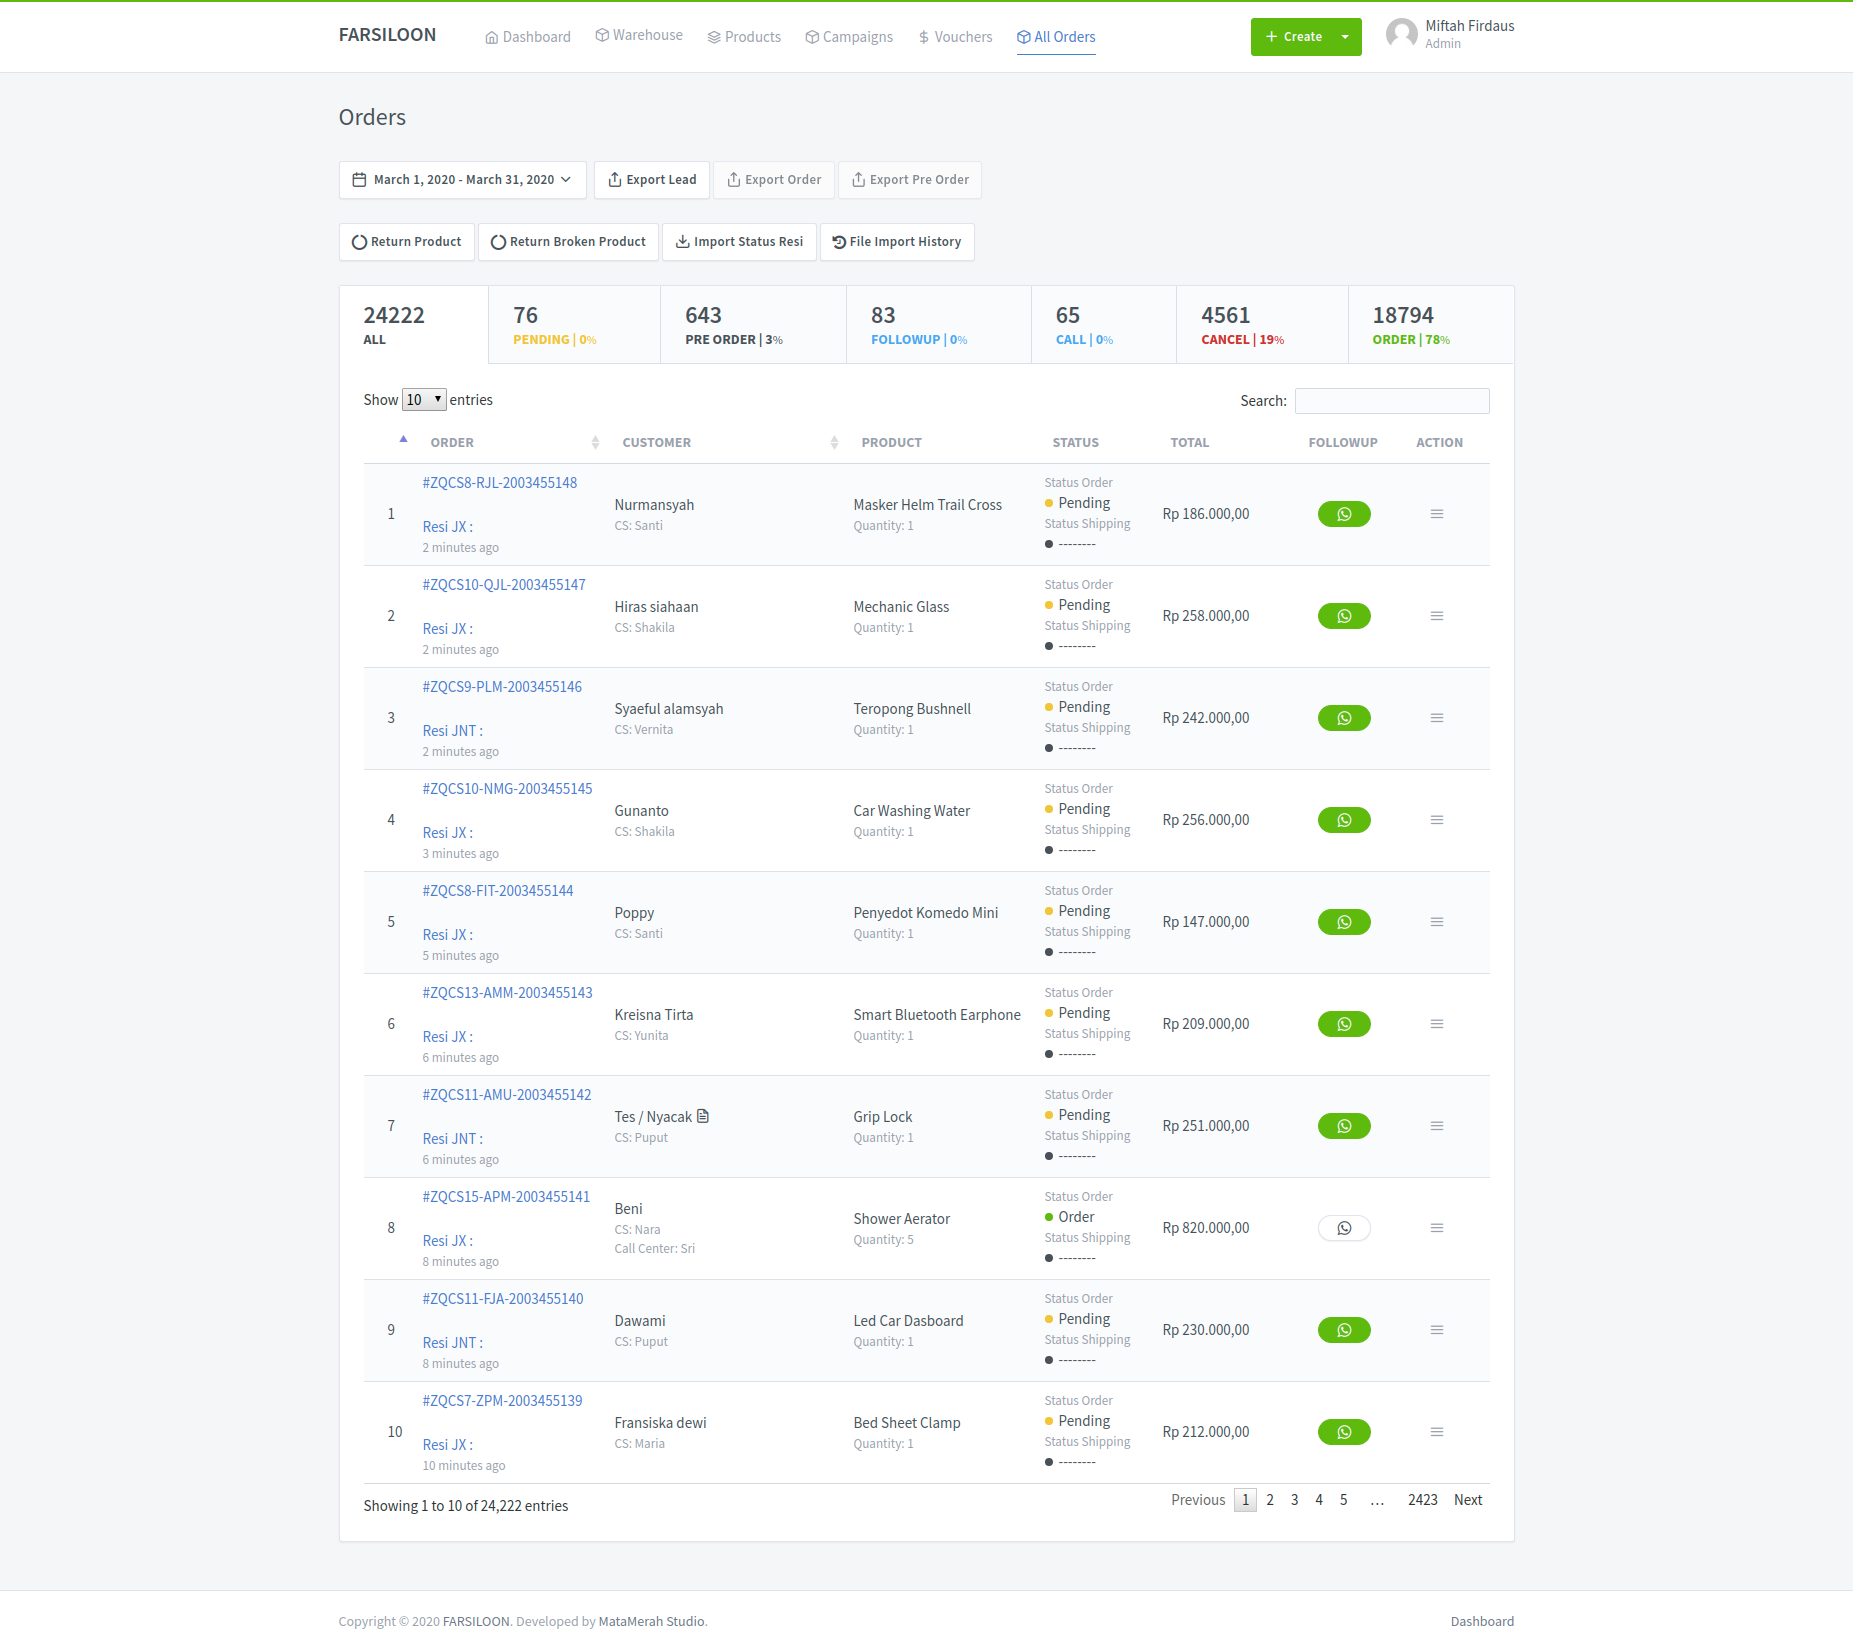 FARSILOON Dashboard Warehouse Products Campaigns Vouchers All Orders Create Miftah Firdaus
Admin
Orders
March 1, 2020 - March 31, 2020 Export Lead Export Order Export Pre Order
Return Product Return Broken Product Import Status Resi File Import History
24222 76 643 83 65 4561 18794
ALL PENDING | 0% PRE ORDER | 3% FOLLOWUP | 0% CALL | 0% CANCEL | 19% ORDER | 78%
Show 10 entries Search:
ORDER CUSTOMER PRODUCT STATUS TOTAL FOLLOWUP ACTION
#ZQCS8-RJL-2003455148 Status Order
Nurmansyah Masker Helm Trail Cross Pending
1 Rp 186.000,00
Resi JX : CS: Santi Quantity: 1 Status Shipping
2 minutes ago --------
#ZQCS10-QJL-2003455147 Status Order
Hiras siahaan Mechanic Glass Pending
2 Rp 258.000,00
Resi JX : CS: Shakila Quantity: 1 Status Shipping
2 minutes ago --------
#ZQCS9-PLM-2003455146 Status Order
Syaeful alamsyah Teropong Bushnell Pending
3 Rp 242.000,00
Resi JNT : CS: Vernita Quantity: 1 Status Shipping
2 minutes ago --------
#ZQCS10-NMG-2003455145 Status Order
Gunanto Car Washing Water Pending
4 Rp 256.000,00
Resi JX : CS: Shakila Quantity: 1 Status Shipping
3 minutes ago --------
#ZQCS8-FIT-2003455144 Status Order
Poppy Penyedot Komedo Mini Pending
5 Rp 147.000,00
Resi JX : CS: Santi Quantity: 1 Status Shipping
5 minutes ago --------
#ZQCS13-AMM-2003455143 Status Order
Kreisna Tirta Smart Bluetooth Earphone Pending
6 Rp 209.000,00
Resi JX : CS: Yunita Quantity: 1 Status Shipping
6 minutes ago --------
#ZQCS11-AMU-2003455142 Status Order
Tes / Nyacak Grip Lock Pending
7 Rp 251.000,00
Resi JNT : CS: Puput Quantity: 1 Status Shipping
6 minutes ago --------
#ZQCS15-APM-2003455141 Status Order
Beni Shower Aerator Order
8 CS: Nara Rp 820.000,00
Resi JX : Call Center: Sri Quantity: 5 Status Shipping
8 minutes ago --------
#ZQCS11-FJA-2003455140 Status Order
Dawami Led Car Dasboard Pending
9 Rp 230.000,00
Resi JNT : CS: Puput Quantity: 1 Status Shipping
8 minutes ago --------
#ZQCS7-ZPM-2003455139 Status Order
Fransiska dewi Bed Sheet Clamp Pending
10 Rp 212.000,00
Resi JX : CS: Maria Quantity: 1 Status Shipping
10 minutes ago --------
Showing 1 to 10 of 24,222 entries Previous 1 2 3 4 5 … 2423 Next
Copyright © 2020 FARSILOON. Developed by MataMerah Studio. Dashboard